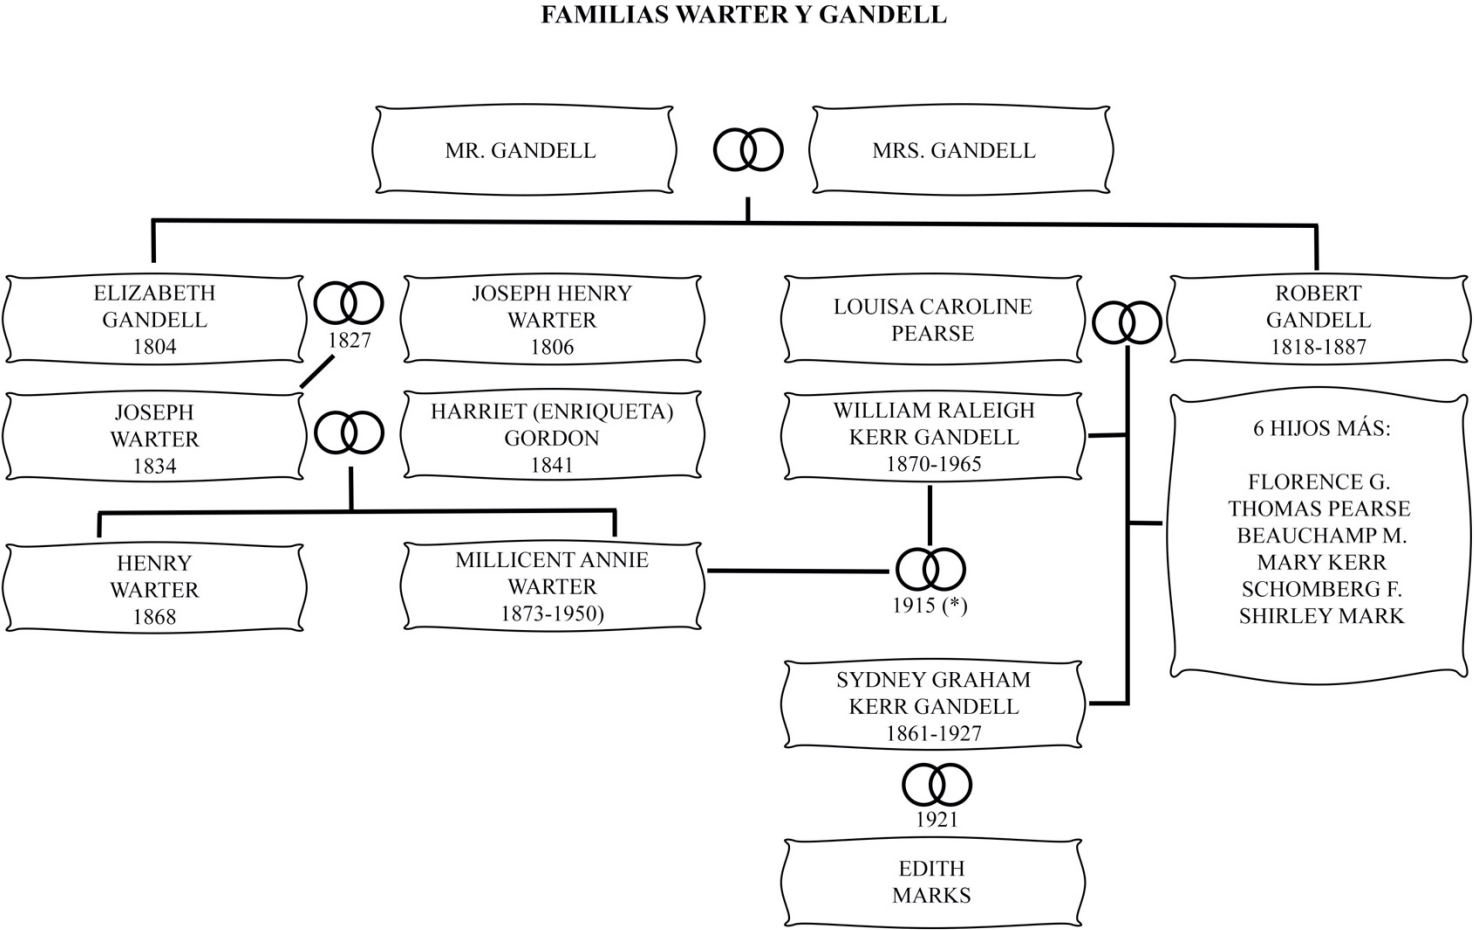 FAMILIAS WARTER Y GANDELL
MR. GANDELL
MRS. GANDELL
ELIZABETH
GANDELL
1804
1827
JOSEPH HENRY
WARTER
1806
LOUISA CAROLINE
PEARSE
ROBERT
GANDELL
1818-1887
JOSEPH
WARTER
1834
HARRIET (ENRIQUETA)
GORDON
1841
WILLIAM RALEIGH
KERR GANDELL
1870-1965
6 HIJOS MÁS:
FLORENCE G.
THOMAS PEARSE
BEAUCHAMP M.
MARY KERR
SCHOMBERG F.
SHIRLEY MARK
HENRY
WARTER
1868
MILLICENT ANNIE
WARTER
1873-1950)
1915 (*)
SYDNEY GRAHAM
KERR GANDELL
1861-1927
1921
EDITH
MARKS